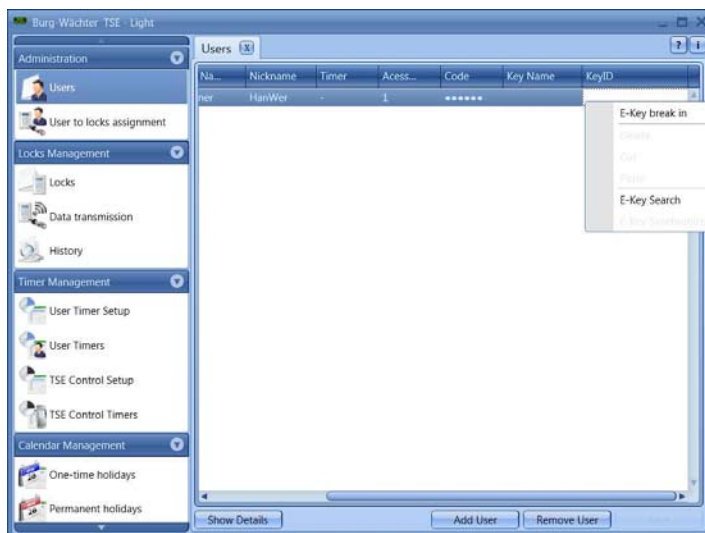 Burg-Wächter TSE - Light
Administration
Users
User to locks assignment
Locks Management
Locks
Data transmission
History
Timer Management
User Timer Setup
User Timers
TSE Control Setup
TSE Control Timers
Calendar Management
One-time holidays
Permanent holidays
Users
Na... Nickname Timer Acess... Code Key Name KeyID
ner HanWer - 1 ••••••
E-Key break in
Delete
Cut
Paste
E-Key Search
Show Details Add User Remove User